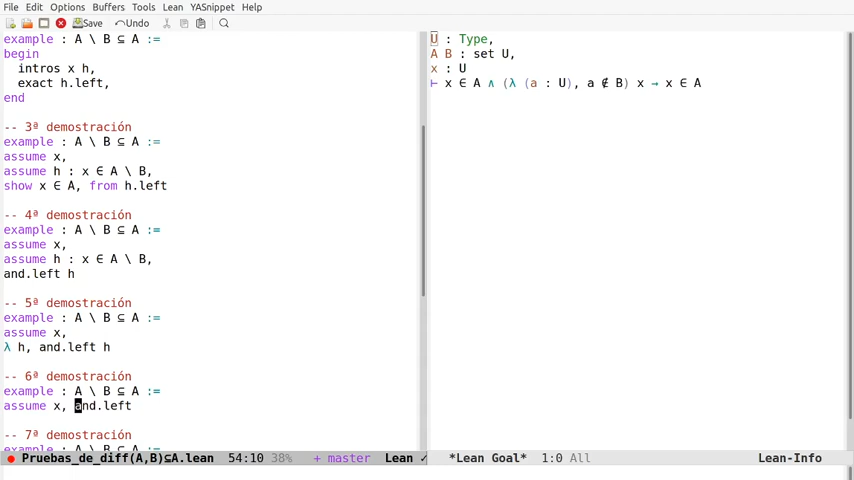 File Edit Options Buffers Tools Lean YASnippet Help
Save Undo
example : A \ B ⊆ A :=
begin
  intros x h,
  exact h.left,
end
-- 3ª demostración
example : A \ B ⊆ A :=
assume x,
assume h : x ∈ A \ B,
show x ∈ A, from h.left
-- 4ª demostración
example : A \ B ⊆ A :=
assume x,
assume h : x ∈ A \ B,
and.left h
-- 5ª demostración
example : A \ B ⊆ A :=
assume x,
λ h, and.left h
-- 6ª demostración
example : A \ B ⊆ A :=
assume x, and.left
-- 7ª demostración
example : A \ B ⊆ A :=
Pruebas_de_diff(A,B)⊆A.lean 54:10 38% + master Lean ✓
U : Type,
A B : set U,
x : U
⊢ x ∈ A ∧ (λ (a : U), a ∉ B) x → x ∈ A
*Lean Goal* 1:0 All Lean-Info